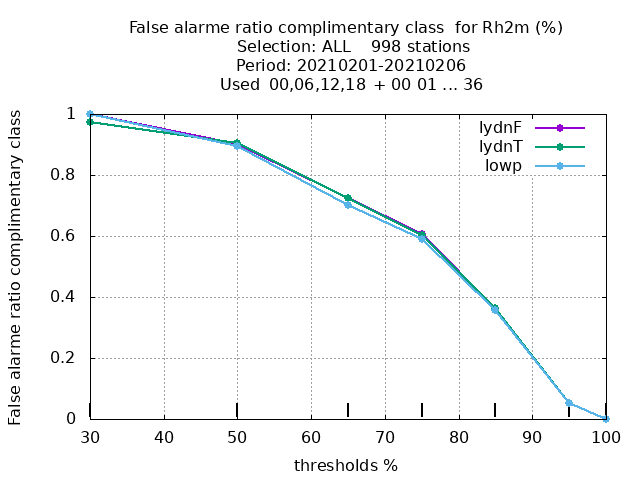 False alarme ratio complimentary class  for Rh2m (%)
Selection: ALL    998 stations
Period: 20210201-20210206
Used  00,06,12,18  + 00 01 ... 36
False alarme ratio complimentary class
1
0.8
0.6
0.4
0.2
0
lydnF
lydnT
lowp
30 40 50 60 70 80 90 100
thresholds %